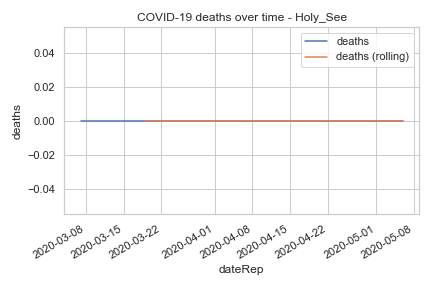 COVID-19 deaths over time - Holy_See
deaths
deaths (rolling)
0.04
0.02
0.00
−0.02
−0.04
deaths
2020-03-08
2020-03-15
2020-03-22
2020-04-01
2020-04-08
2020-04-15
2020-04-22
2020-05-01
2020-05-08
dateRep